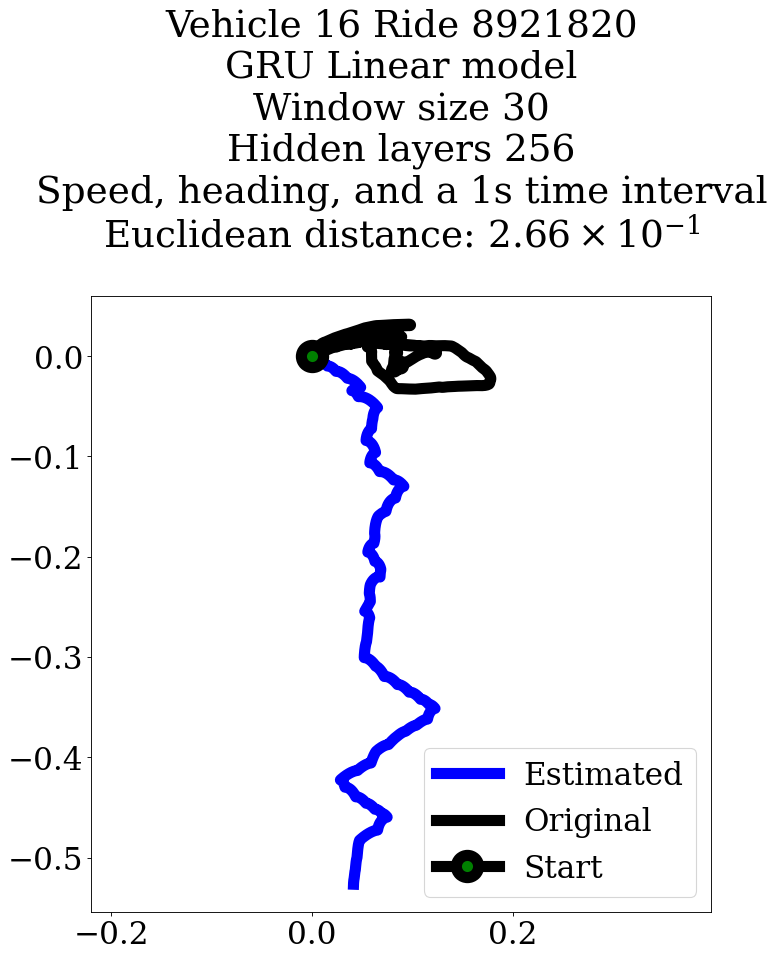 Vehicle 16 Ride 8921820
GRU Linear model
Window size 30
Hidden layers 256
Speed, heading, and a 1s time interval
Euclidean distance: 2.66 × 10⁻¹
0.0
−0.1
−0.2
−0.3
−0.4
−0.5
Estimated
Original
Start
−0.2 0.0 0.2